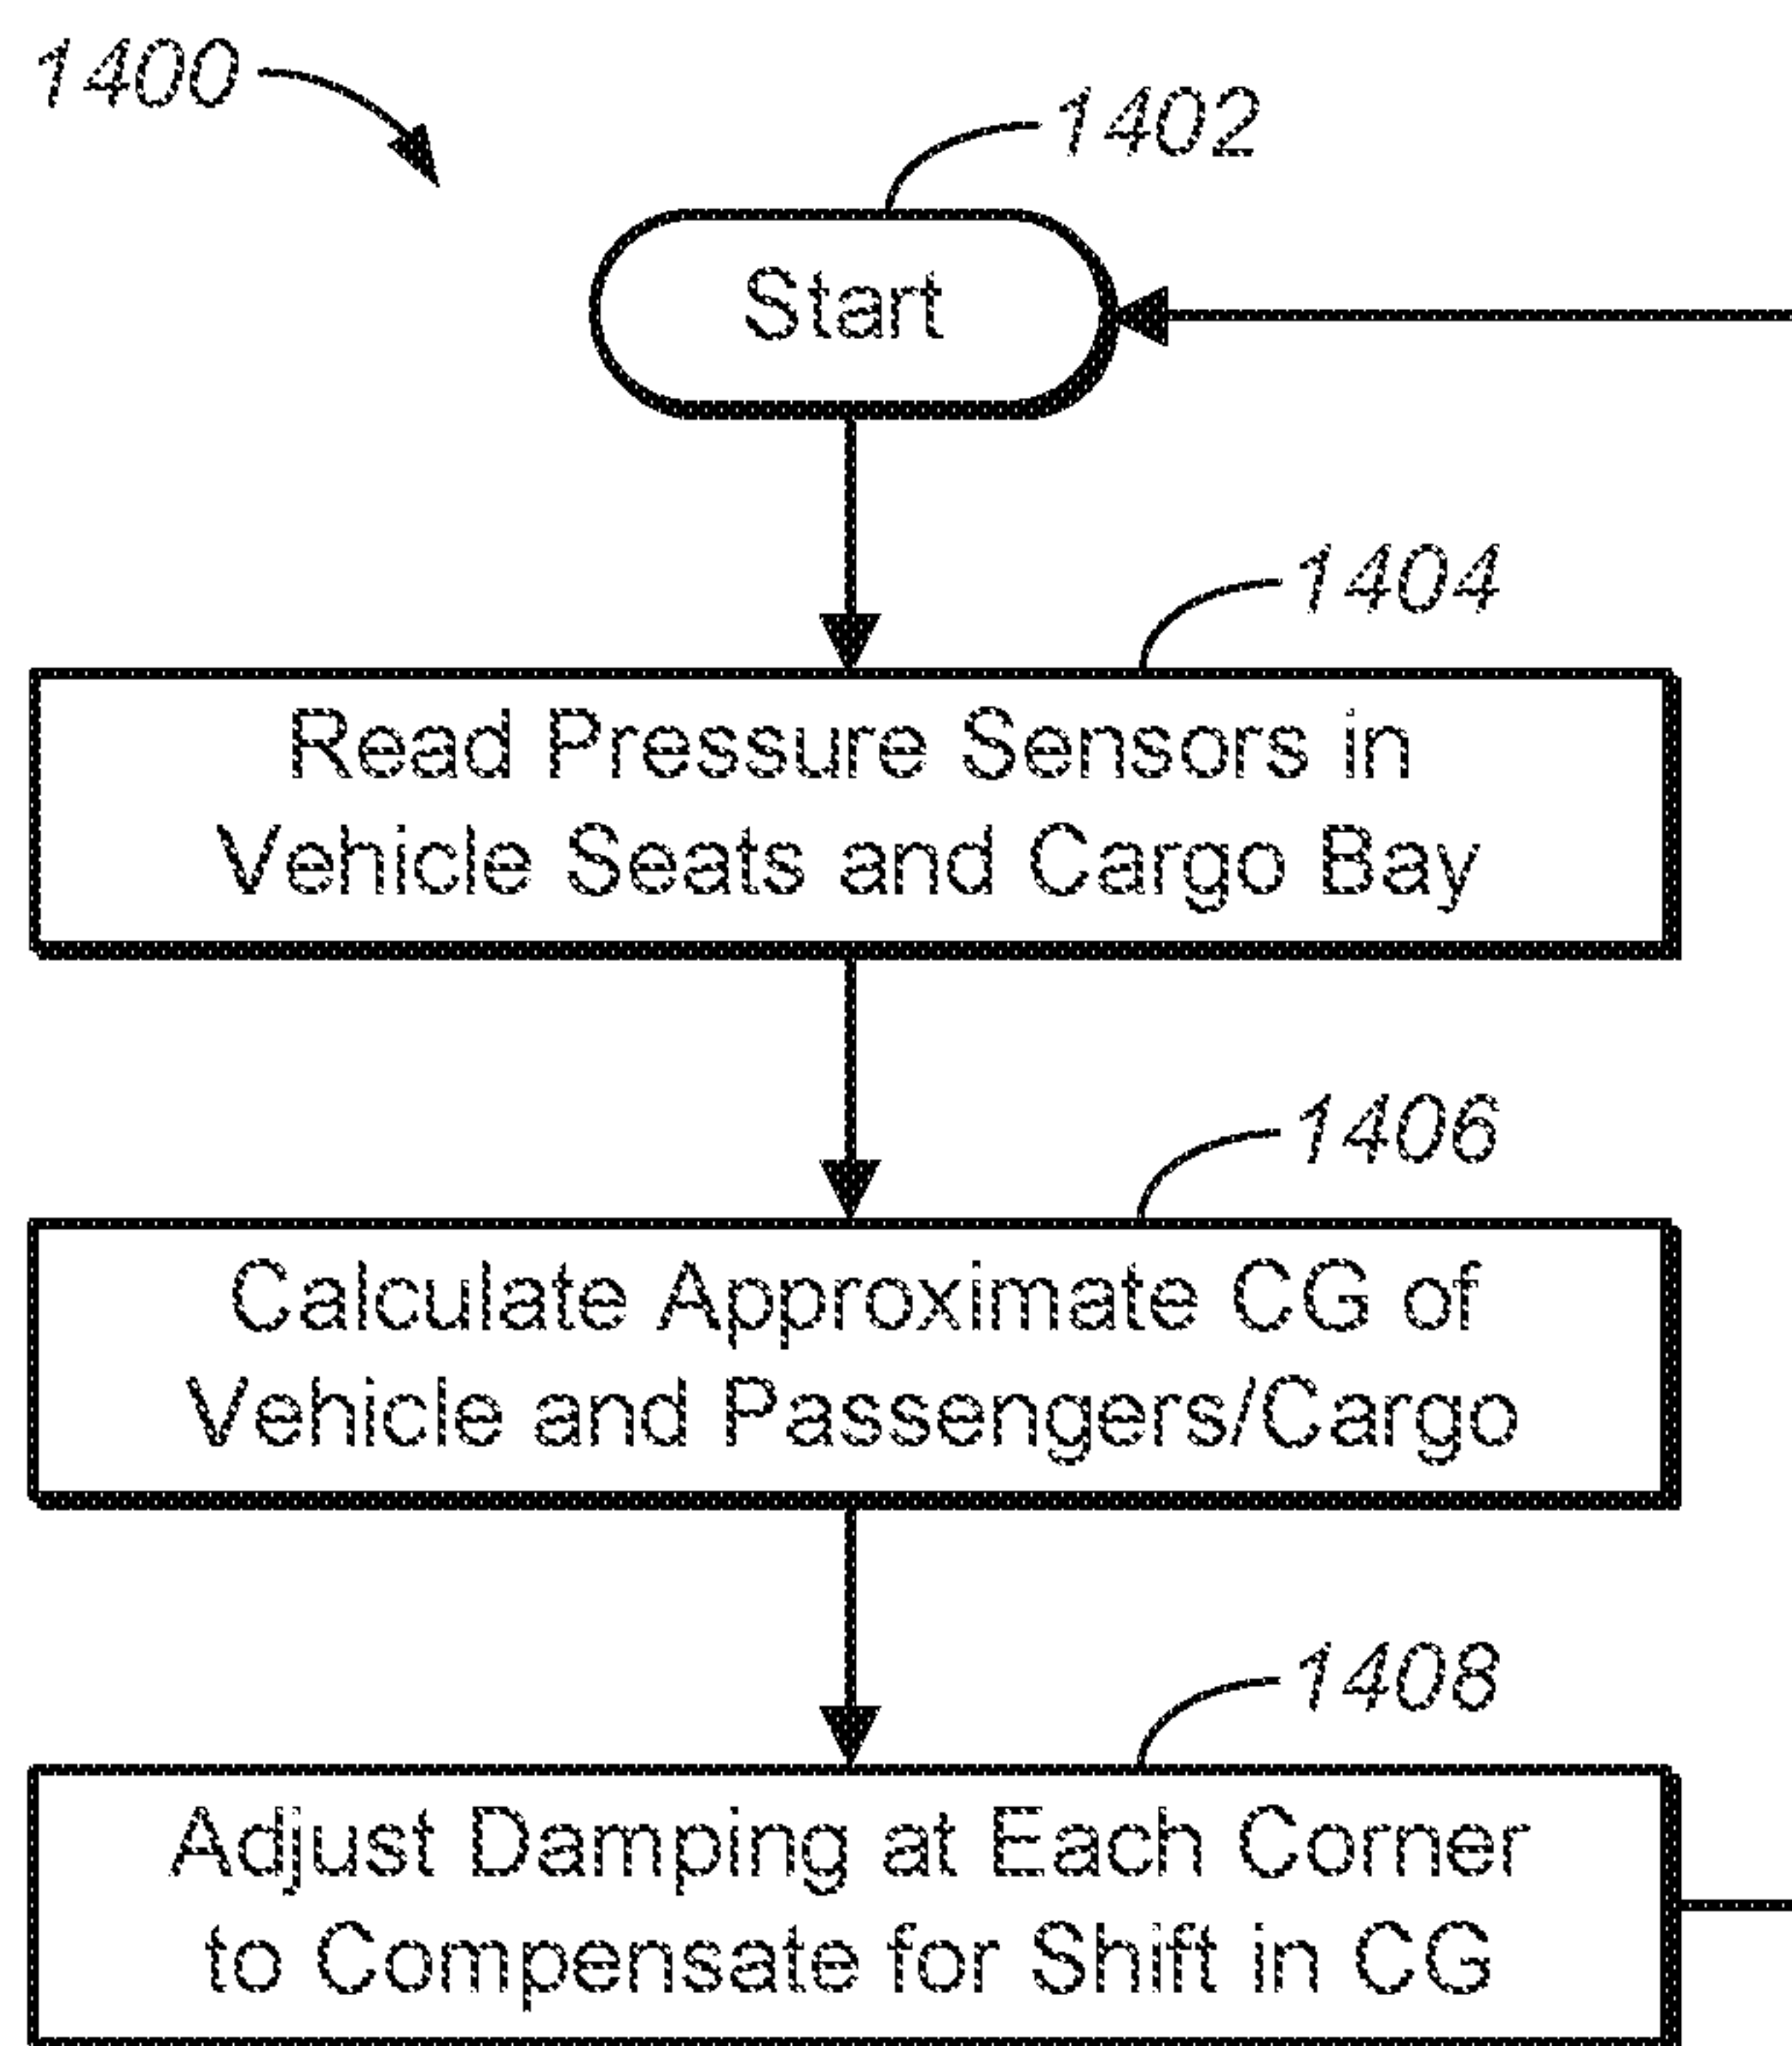 1400
1402
Start
1404
Read Pressure Sensors in
Vehicle Seats and Cargo Bay
1406
Calculate Approximate CG of
Vehicle and Passengers/Cargo
1408
Adjust Damping at Each Corner
to Compensate for Shift in CG